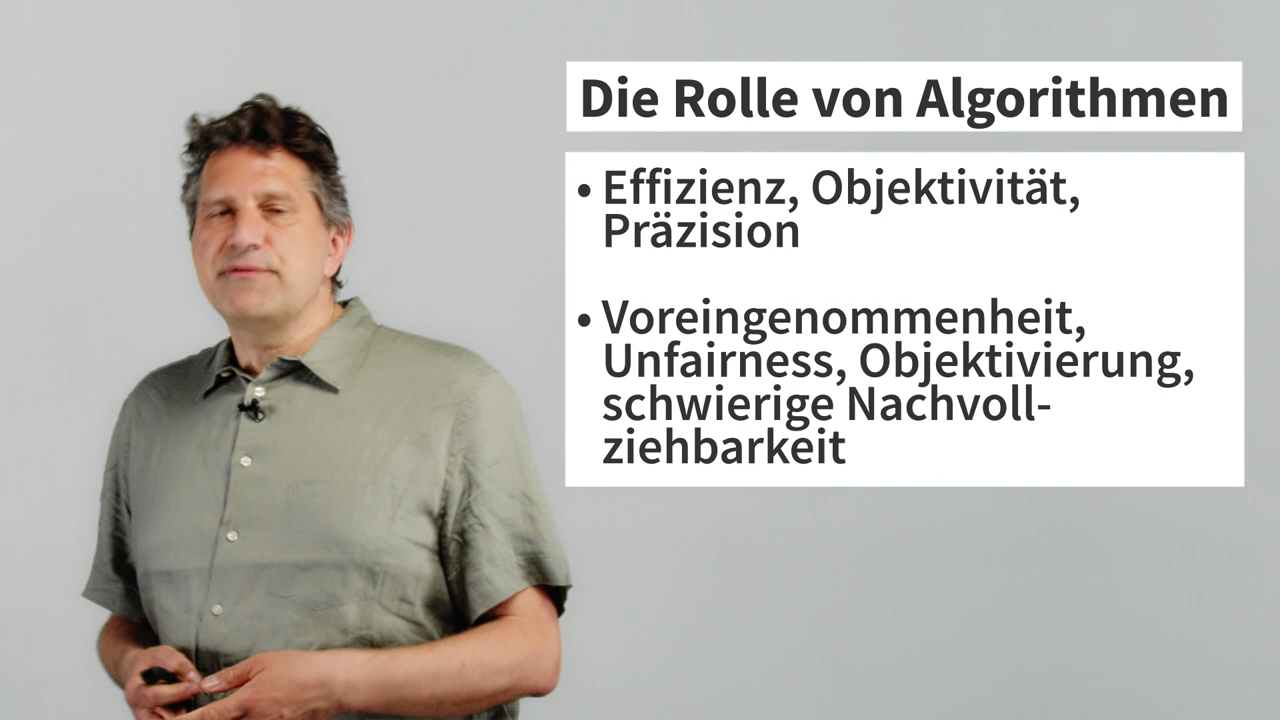 Die Rolle von Algorithmen
• Effizienz, Objektivität,
Präzision
• Voreingenommenheit,
Unfairness, Objektivierung,
schwierige Nachvoll-
ziehbarkeit